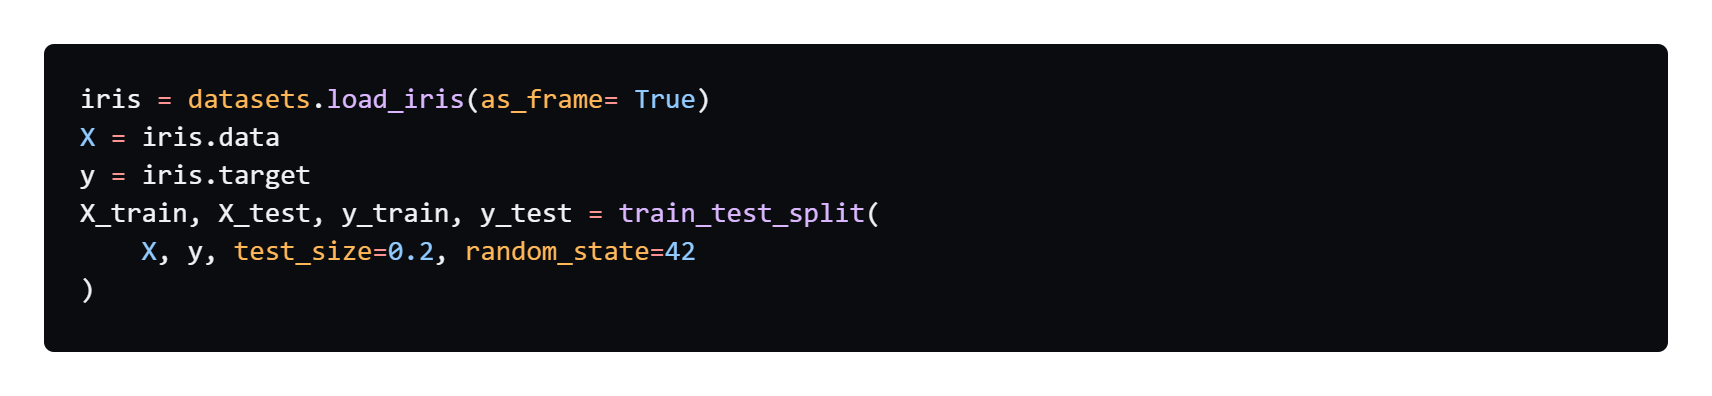 iris = datasets.load_iris(as_frame= True)
X = iris.data
y = iris.target
X_train, X_test, y_train, y_test = train_test_split(
    X, y, test_size=0.2, random_state=42
)